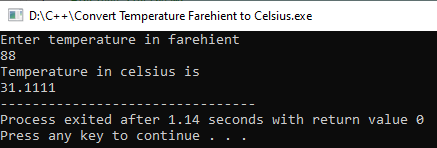 D:\C++\Convert Temperature Farehient to Celsius.exe
Enter temperature in farehient
88
Temperature in celsius is
31.1111
--------------------------------
Process exited after 1.14 seconds with return value 0
Press any key to continue . . .